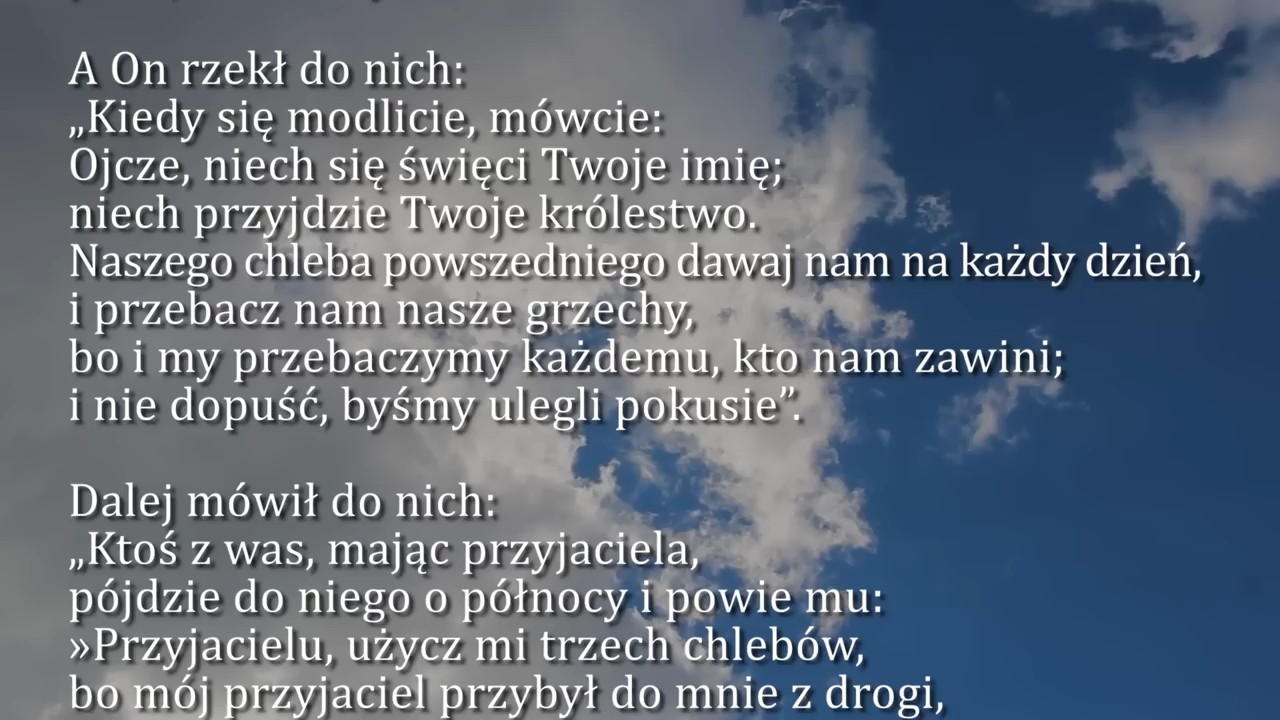 A On rzekł do nich:
„Kiedy się modlicie, mówcie:
Ojcze, niech się święci Twoje imię;
niech przyjdzie Twoje królestwo.
Naszego chleba powszedniego dawaj nam na każdy dzień,
i przebacz nam nasze grzechy,
bo i my przebaczymy każdemu, kto nam zawini;
i nie dopuść, byśmy ulegli pokusie”.
Dalej mówił do nich:
„Ktoś z was, mając przyjaciela,
pójdzie do niego o północy i powie mu:
»Przyjacielu, użycz mi trzech chlebów,
bo mój przyjaciel przybył do mnie z drogi,